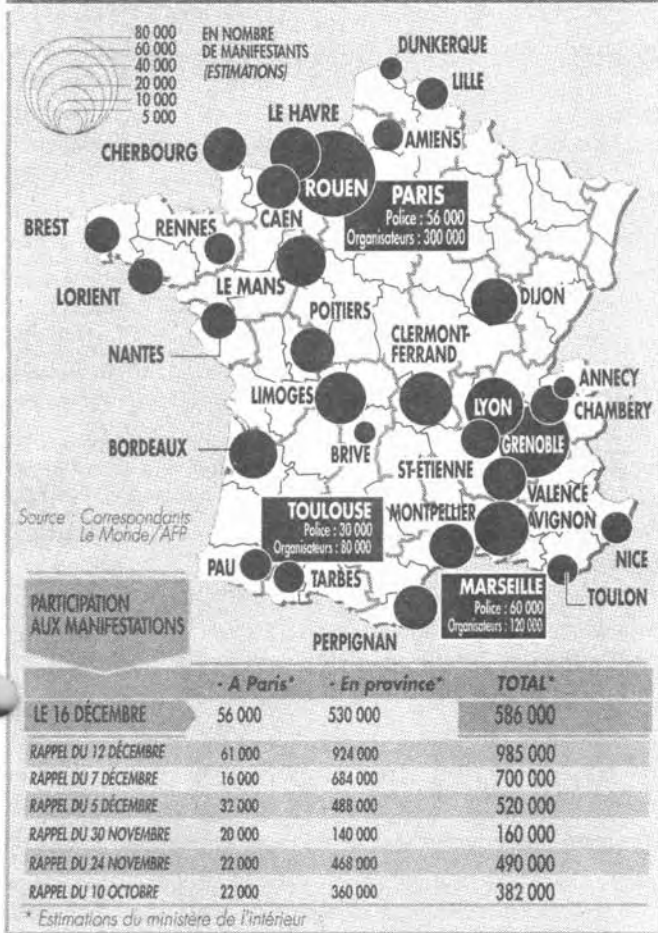 80 000
60 000
40 000
20 000
10 000
5 000
EN NOMBRE
DE MANIFESTANTS
(ESTIMATIONS)
DUNKERQUE
LILLE
LE HAVRE
AMIENS
CHERBOURG
ROUEN
CAEN
PARIS
Police : 56 000
Organisateurs : 300 000
BREST
RENNES
LORIENT
LE MANS
DIJON
POITIERS
NANTES
CLERMONT-
FERRAND
ANNECY
LIMOGES
LYON
CHAMBÉRY
BORDEAUX
BRIVE
GRENOBLE
ST-ÉTIENNE
VALENCE
Source : Correspondants
Le Monde/AFP
TOULOUSE
Police : 30 000
Organisateurs : 80 000
MONTPELLIER
AVIGNON
NICE
PAU
TARBES
MARSEILLE
Police : 60 000
Organisateurs : 120 000
TOULON
PERPIGNAN
PARTICIPATION
AUX MANIFESTATIONS
- A Paris* - En province* TOTAL*
LE 16 DÉCEMBRE 56 000 530 000 586 000
RAPPEL DU 12 DÉCEMBRE 61 000 924 000 985 000
RAPPEL DU 7 DÉCEMBRE 16 000 684 000 700 000
RAPPEL DU 5 DÉCEMBRE 32 000 488 000 520 000
RAPPEL DU 30 NOVEMBRE 20 000 140 000 160 000
RAPPEL DU 24 NOVEMBRE 22 000 468 000 490 000
RAPPEL DU 10 OCTOBRE 22 000 360 000 382 000
* Estimations du ministère de l'intérieur